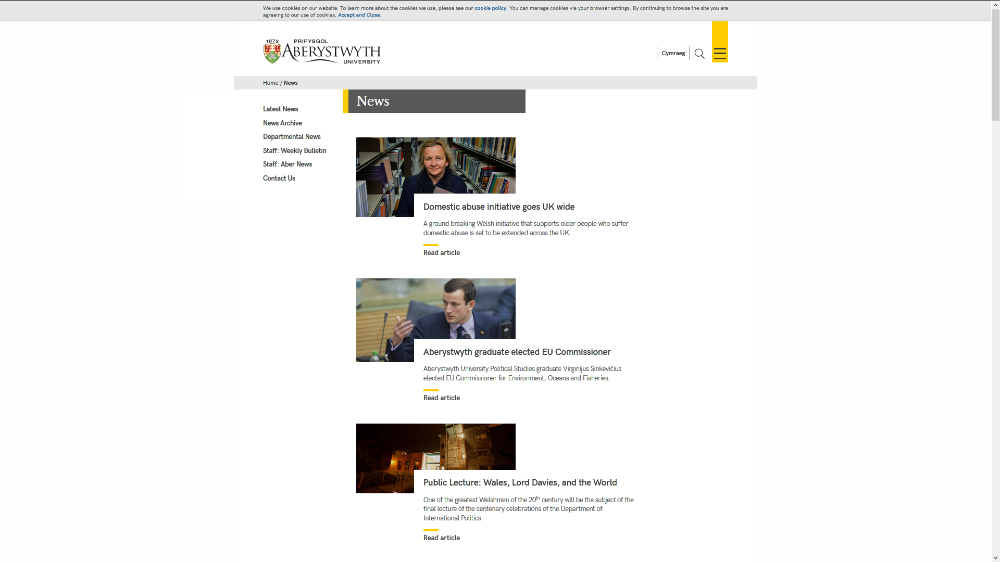 We use cookies on our website. To learn more about the cookies we use, please see our cookie policy. You can manage cookies via your browser settings. By continuing to browse the site you are
agreeing to our use of cookies. Accept and Close.
1872
PRIFYSGOL
ABERYSTWYTH
UNIVERSITY
Cymraeg
Home / News
News
Latest News
News Archive
Departmental News
Staff: Weekly Bulletin
Staff: Aber News
Contact Us
Domestic abuse initiative goes UK wide
A ground breaking Welsh initiative that supports older people who suffer
domestic abuse is set to be extended across the UK.
Read article
Aberystwyth graduate elected EU Commissioner
Aberystwyth University Political Studies graduate Virginijus Sinkevičius
elected EU Commissioner for Environment, Oceans and Fisheries.
Read article
Public Lecture: Wales, Lord Davies, and the World
One of the greatest Welshmen of the 20th century will be the subject of the
final lecture of the centenary celebrations of the Department of
International Politics.
Read article